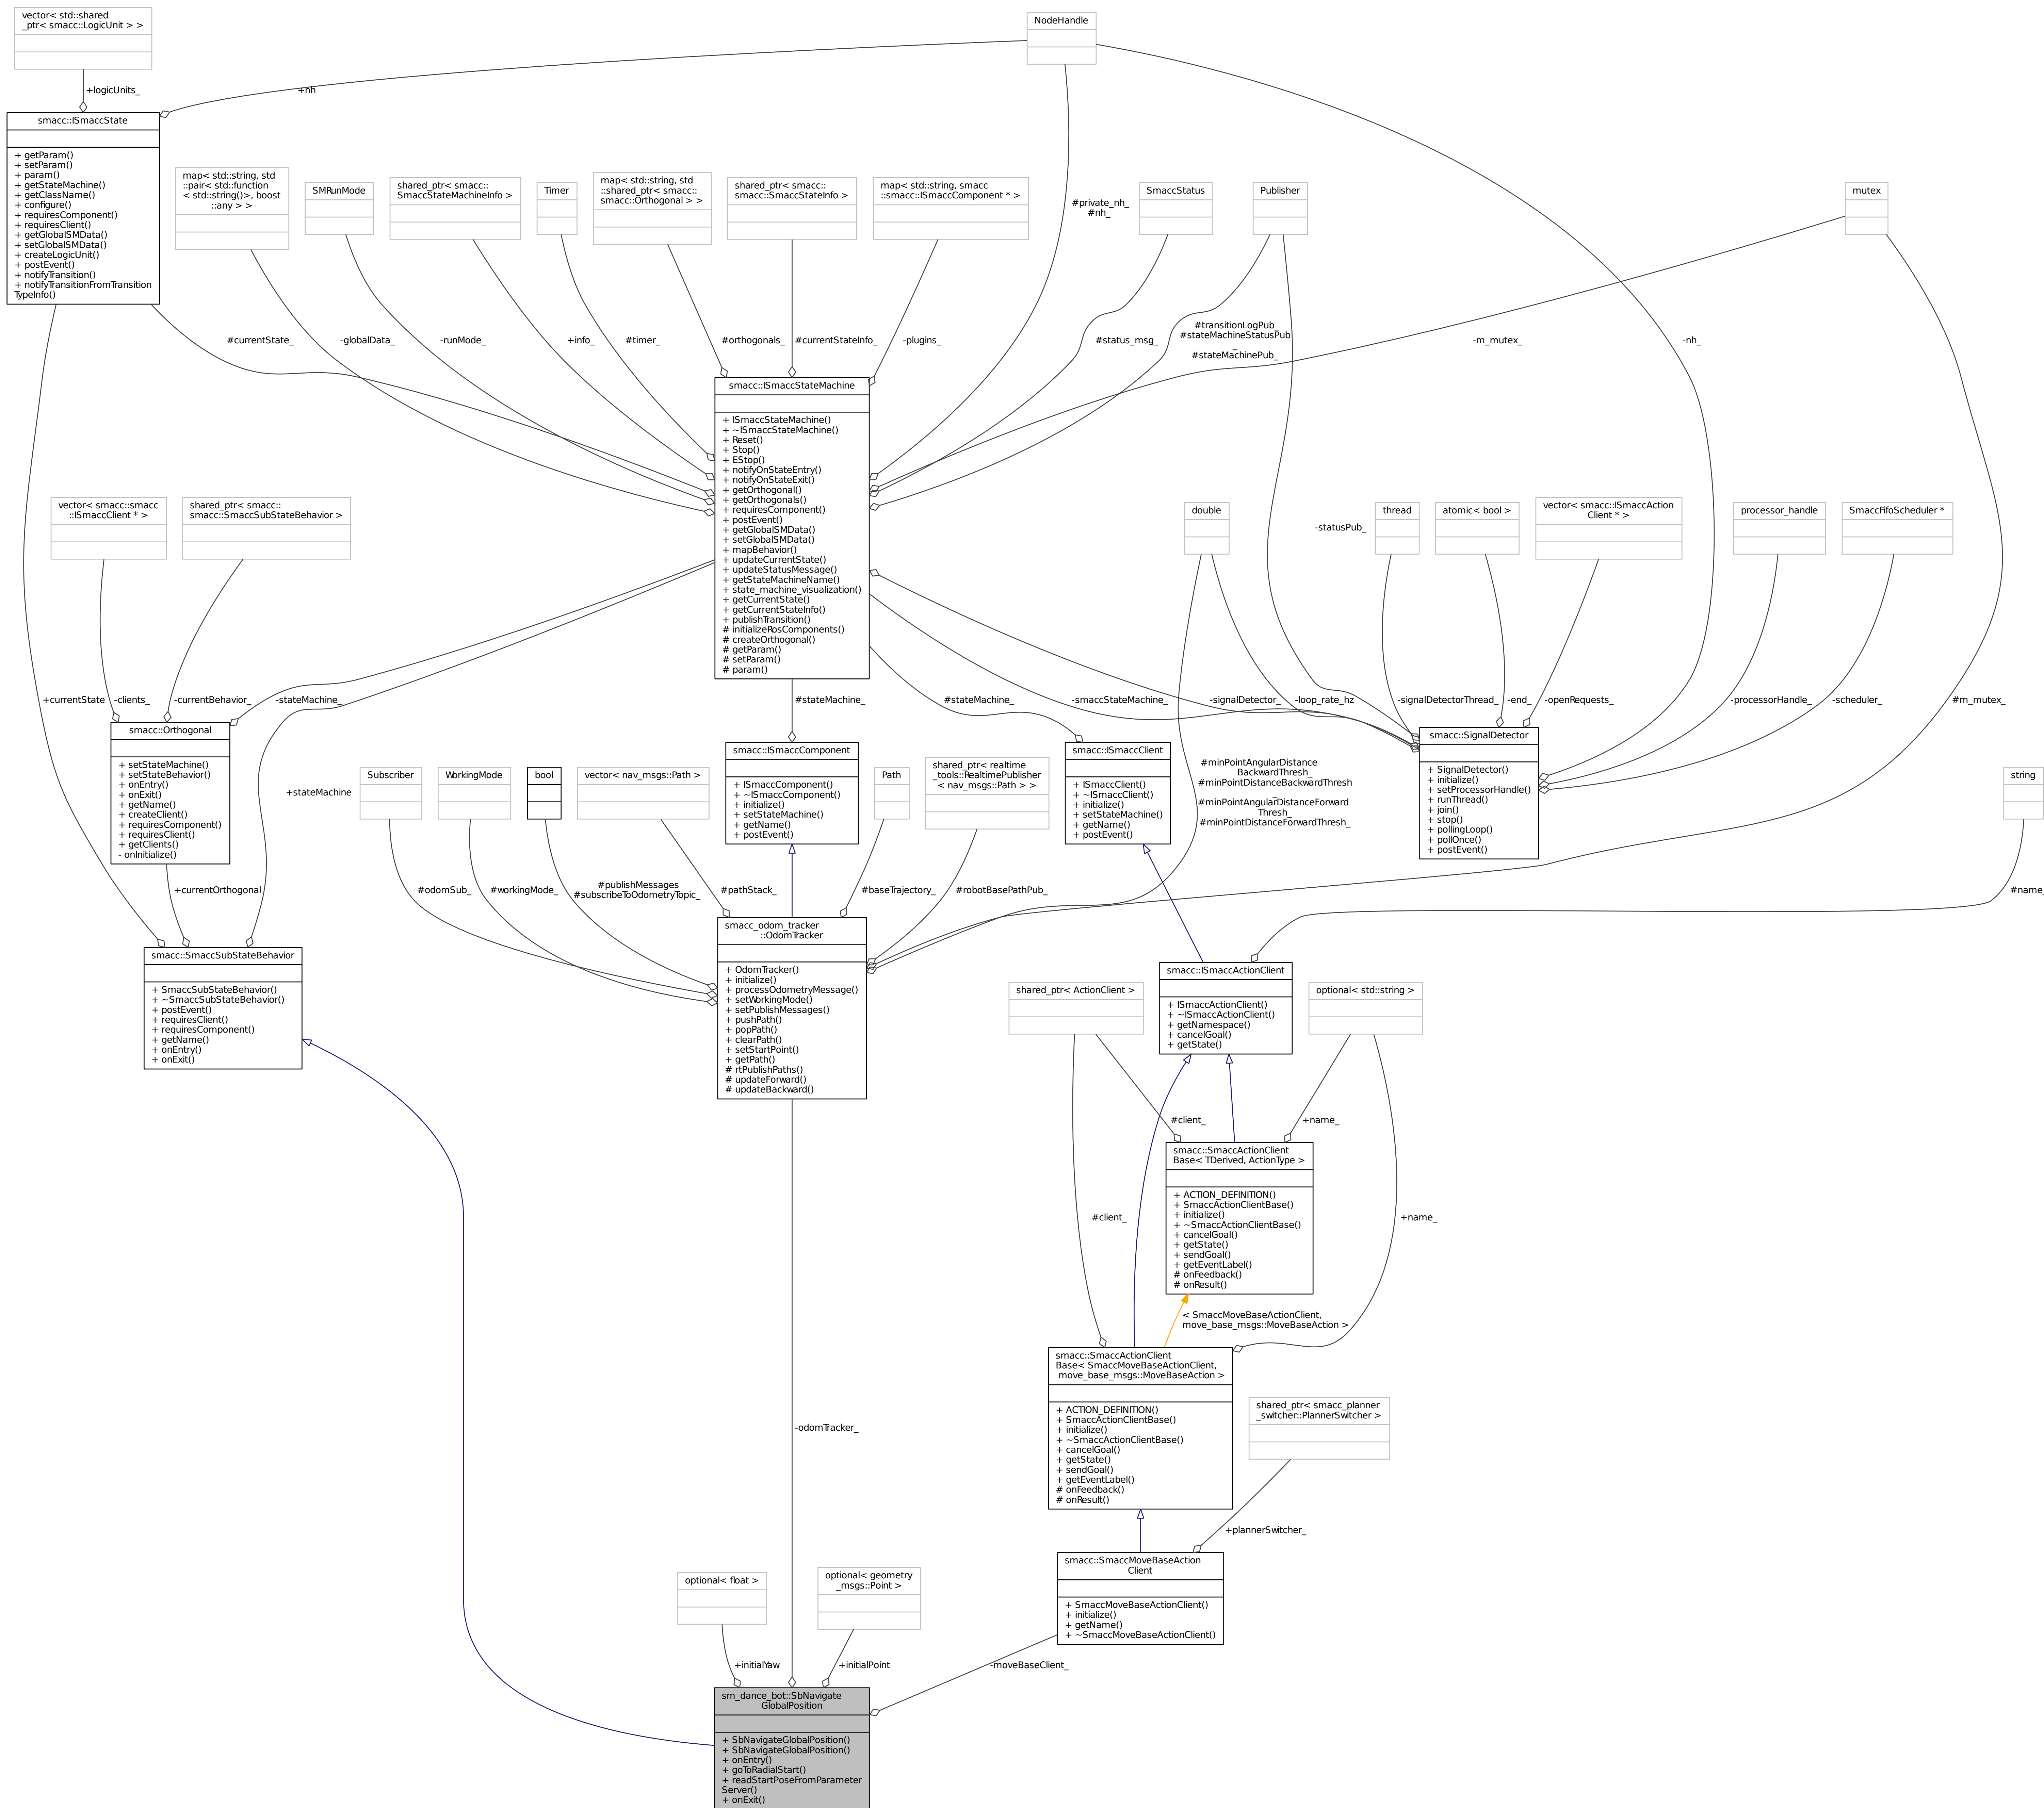 vector< std::shared
_ptr< smacc::LogicUnit > >
NodeHandle
+logicUnits_
+nh
smacc::ISmaccState
+ getParam()
+ setParam()
+ param()
+ getStateMachine()
+ getClassName()
+ configure()
+ requiresComponent()
+ requiresClient()
+ getGlobalSMData()
+ setGlobalSMData()
+ createLogicUnit()
+ postEvent()
+ notifyTransition()
+ notifyTransitionFromTransition
TypeInfo()
map< std::string, std
::pair< std::function
< std::string()>, boost
::any > >
SMRunMode
shared_ptr< smacc::
SmaccStateMachineInfo >
Timer
map< std::string, std
::shared_ptr< smacc::
smacc::Orthogonal > >
shared_ptr< smacc::
smacc::SmaccStateInfo >
map< std::string, smacc
::smacc::ISmaccComponent * >
#private_nh_
#nh_
SmaccStatus
Publisher
mutex
#currentState_
-globalData_
-runMode_
+info_
#timer_
#orthogonals_
#currentStateInfo_
-plugins_
#status_msg_
#transitionLogPub_
#stateMachineStatusPub
_
#stateMachinePub_
-m_mutex_
-nh_
smacc::ISmaccStateMachine
+ ISmaccStateMachine()
+ ~ISmaccStateMachine()
+ Reset()
+ Stop()
+ EStop()
+ notifyOnStateEntry()
+ notifyOnStateExit()
+ getOrthogonal()
+ getOrthogonals()
+ requiresComponent()
+ postEvent()
+ getGlobalSMData()
+ setGlobalSMData()
+ mapBehavior()
+ updateCurrentState()
+ updateStatusMessage()
+ getStateMachineName()
+ state_machine_visualization()
+ getCurrentState()
+ getCurrentStateInfo()
+ publishTransition()
# initializeRosComponents()
# createOrthogonal()
# getParam()
# setParam()
# param()
vector< smacc::smacc
::ISmaccClient * >
shared_ptr< smacc::
smacc::SmaccSubStateBehavior >
double
-statusPub_
thread
atomic< bool >
vector< smacc::ISmaccAction
Client * >
processor_handle
SmaccFifoScheduler *
+currentState
-clients_
-currentBehavior_
-stateMachine_
#stateMachine_
#stateMachine_
-smaccStateMachine_
-signalDetector_
-loop_rate_hz
-signalDetectorThread_
-end_
-openRequests_
-processorHandle_
-scheduler_
#m_mutex_
smacc::Orthogonal
+ setStateMachine()
+ setStateBehavior()
+ onEntry()
+ onExit()
+ getName()
+ createClient()
+ requiresComponent()
+ requiresClient()
+ getClients()
- onInitialize()
+stateMachine
Subscriber
WorkingMode
bool
vector< nav_msgs::Path >
smacc::ISmaccComponent
+ ISmaccComponent()
+ ~ISmaccComponent()
+ initialize()
+ setStateMachine()
+ getName()
+ postEvent()
Path
shared_ptr< realtime
_tools::RealtimePublisher
< nav_msgs::Path > >
smacc::ISmaccClient
+ ISmaccClient()
+ ~ISmaccClient()
+ initialize()
+ setStateMachine()
+ getName()
+ postEvent()
#minPointAngularDistance
BackwardThresh_
#minPointDistanceBackwardThresh
_
#minPointAngularDistanceForward
Thresh_
#minPointDistanceForwardThresh_
smacc::SignalDetector
+ SignalDetector()
+ initialize()
+ setProcessorHandle()
+ runThread()
+ join()
+ stop()
+ pollingLoop()
+ pollOnce()
+ postEvent()
string
+currentOrthogonal
#odomSub_
#workingMode_
#publishMessages
#subscribeToOdometryTopic_
#pathStack_
#baseTrajectory_
#robotBasePathPub_
#name_
smacc::SmaccSubStateBehavior
+ SmaccSubStateBehavior()
+ ~SmaccSubStateBehavior()
+ postEvent()
+ requiresClient()
+ requiresComponent()
+ getName()
+ onEntry()
+ onExit()
smacc_odom_tracker
::OdomTracker
+ OdomTracker()
+ initialize()
+ processOdometryMessage()
+ setWorkingMode()
+ setPublishMessages()
+ pushPath()
+ popPath()
+ clearPath()
+ setStartPoint()
+ getPath()
# rtPublishPaths()
# updateForward()
# updateBackward()
shared_ptr< ActionClient >
smacc::ISmaccActionClient
+ ISmaccActionClient()
+ ~ISmaccActionClient()
+ getNamespace()
+ cancelGoal()
+ getState()
optional< std::string >
#client_
+name_
smacc::SmaccActionClient
Base< TDerived, ActionType >
+ ACTION_DEFINITION()
+ SmaccActionClientBase()
+ initialize()
+ ~SmaccActionClientBase()
+ cancelGoal()
+ getState()
+ sendGoal()
+ getEventLabel()
# onFeedback()
# onResult()
#client_
+name_
< SmaccMoveBaseActionClient,
move_base_msgs::MoveBaseAction >
smacc::SmaccActionClient
Base< SmaccMoveBaseActionClient,
move_base_msgs::MoveBaseAction >
+ ACTION_DEFINITION()
+ SmaccActionClientBase()
+ initialize()
+ ~SmaccActionClientBase()
+ cancelGoal()
+ getState()
+ sendGoal()
+ getEventLabel()
# onFeedback()
# onResult()
-odomTracker_
shared_ptr< smacc_planner
_switcher::PlannerSwitcher >
+plannerSwitcher_
smacc::SmaccMoveBaseAction
Client
+ SmaccMoveBaseActionClient()
+ initialize()
+ getName()
+ ~SmaccMoveBaseActionClient()
optional< float >
optional< geometry
_msgs::Point >
+initialYaw
+initialPoint
-moveBaseClient_
sm_dance_bot::SbNavigate
GlobalPosition
+ SbNavigateGlobalPosition()
+ SbNavigateGlobalPosition()
+ onEntry()
+ goToRadialStart()
+ readStartPoseFromParameter
Server()
+ onExit()